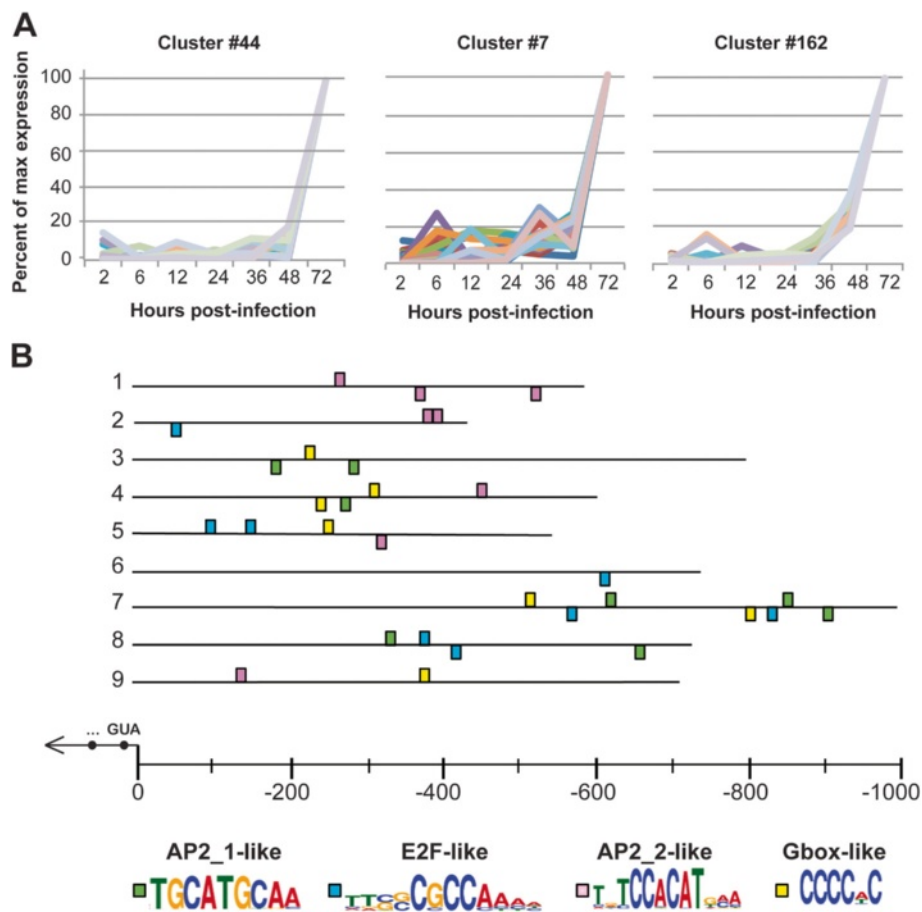 A
Cluster #44 Cluster #7 Cluster #162
Percent of max expression
100
80
60
40
20
0
2 6 12 24 36 48 72 2 6 12 24 36 48 72 2 6 12 24 36 48 72
Hours post-infection Hours post-infection Hours post-infection
B
1
2
3
4
5
6
7
8
9
... GUA
0 -200 -400 -600 -800 -1000
AP2_1-like E2F-like AP2_2-like Gbox-like
TGCATGCAA